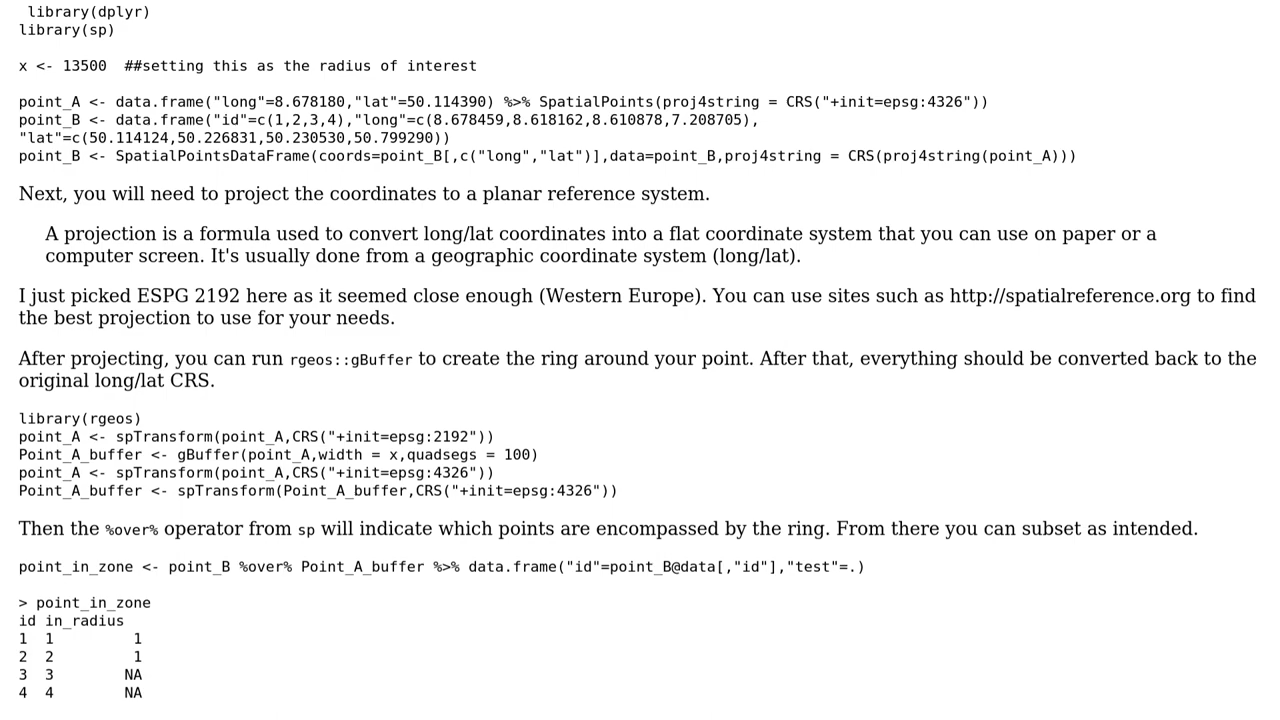 library(dplyr)
library(sp)
x <- 13500  ##setting this as the radius of interest
point_A <- data.frame("long"=8.678180,"lat"=50.114390) %>% SpatialPoints(proj4string = CRS("+init=epsg:4326"))
point_B <- data.frame("id"=c(1,2,3,4),"long"=c(8.678459,8.618162,8.610878,7.208705),
"lat"=c(50.114124,50.226831,50.230530,50.799290))
point_B <- SpatialPointsDataFrame(coords=point_B[,c("long","lat")],data=point_B,proj4string = CRS(proj4string(point_A)))
Next, you will need to project the coordinates to a planar reference system.
A projection is a formula used to convert long/lat coordinates into a flat coordinate system that you can use on paper or a
computer screen. It's usually done from a geographic coordinate system (long/lat).
I just picked ESPG 2192 here as it seemed close enough (Western Europe). You can use sites such as http://spatialreference.org to find
the best projection to use for your needs.
After projecting, you can run rgeos::gBuffer to create the ring around your point. After that, everything should be converted back to the
original long/lat CRS.
library(rgeos)
point_A <- spTransform(point_A,CRS("+init=epsg:2192"))
Point_A_buffer <- gBuffer(point_A,width = x,quadsegs = 100)
point_A <- spTransform(point_A,CRS("+init=epsg:4326"))
Point_A_buffer <- spTransform(Point_A_buffer,CRS("+init=epsg:4326"))
Then the %over% operator from sp will indicate which points are encompassed by the ring. From there you can subset as intended.
point_in_zone <- point_B %over% Point_A_buffer %>% data.frame("id"=point_B@data[,"id"],"test"=.)
> point_in_zone
id in_radius
1  1         1
2  2         1
3  3        NA
4  4        NA